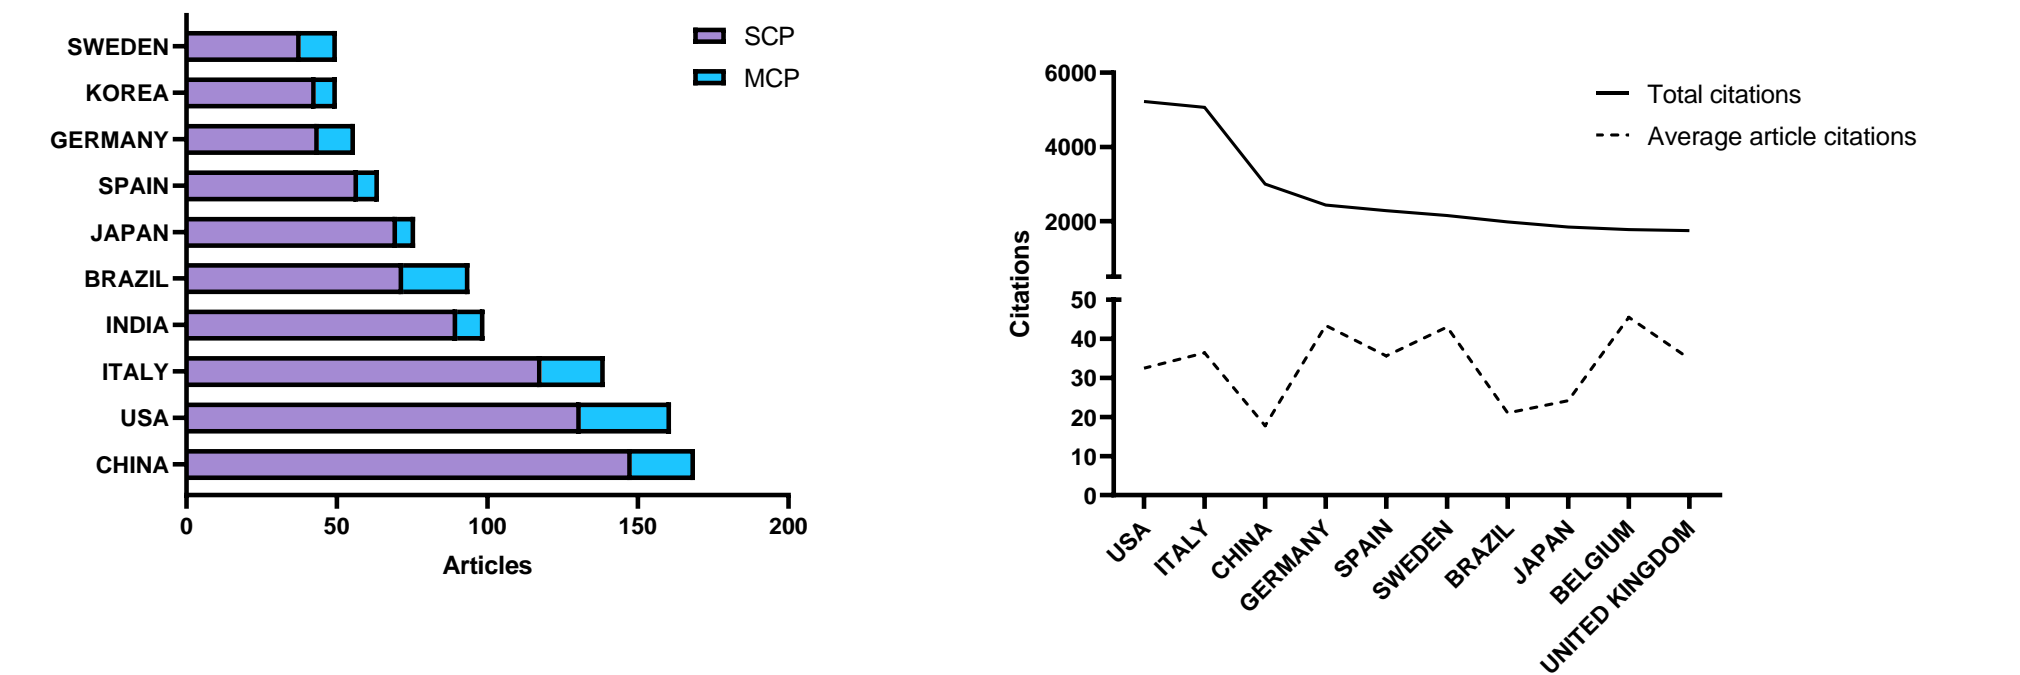 SWEDEN
KOREA
GERMANY
SPAIN
JAPAN
BRAZIL
INDIA
ITALY
USA
CHINA
0 50 100 150 200
Articles
SCP
MCP
6000
4000
2000
50
40
30
20
10
0
Citations
Total citations
Average article citations
USA
ITALY
CHINA
GERMANY
SPAIN
SWEDEN
BRAZIL
JAPAN
BELGIUM
UNITED KINGDOM